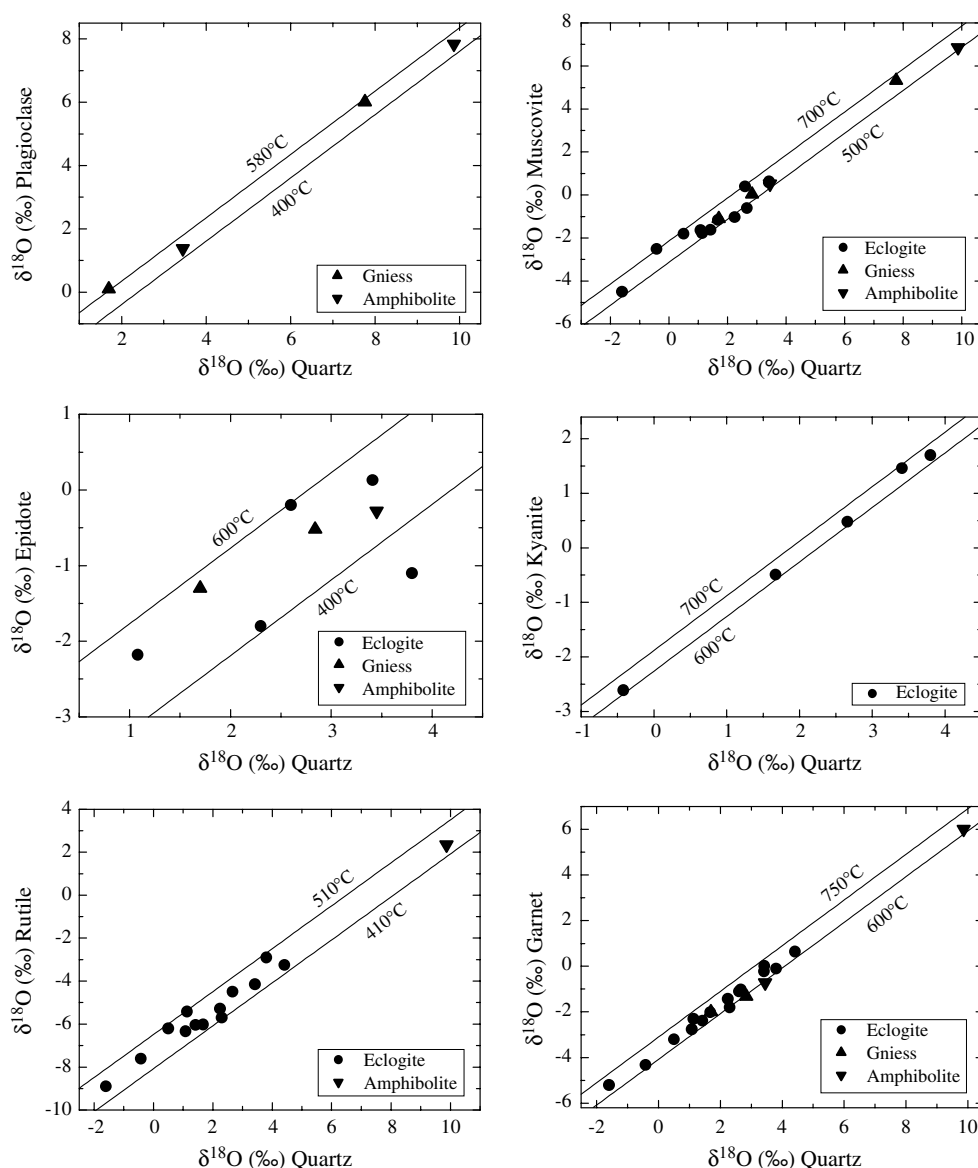 8
6
4
2
0
2
4
6
8
10
δ18O (‰) Plagioclase
δ18O (‰) Quartz
580°C
400°C
Gniess
Amphibolite
8
6
4
2
0
-2
-4
-6
-2
0
2
4
6
8
10
δ18O (‰) Muscovite
δ18O (‰) Quartz
700°C
500°C
Eclogite
Gniess
Amphibolite
1
0
-1
-2
-3
1
2
3
4
δ18O (‰) Epidote
δ18O (‰) Quartz
600°C
400°C
Eclogite
Gniess
Amphibolite
2
1
0
-1
-2
-3
-1
0
1
2
3
4
δ18O (‰) Kyanite
δ18O (‰) Quartz
700°C
600°C
Eclogite
4
2
0
-2
-4
-6
-8
-10
-2
0
2
4
6
8
10
δ18O (‰) Rutile
δ18O (‰) Quartz
510°C
410°C
Eclogite
Amphibolite
6
4
2
0
-2
-4
-6
-2
0
2
4
6
8
10
δ18O (‰) Garnet
δ18O (‰) Quartz
750°C
600°C
Eclogite
Gniess
Amphibolite